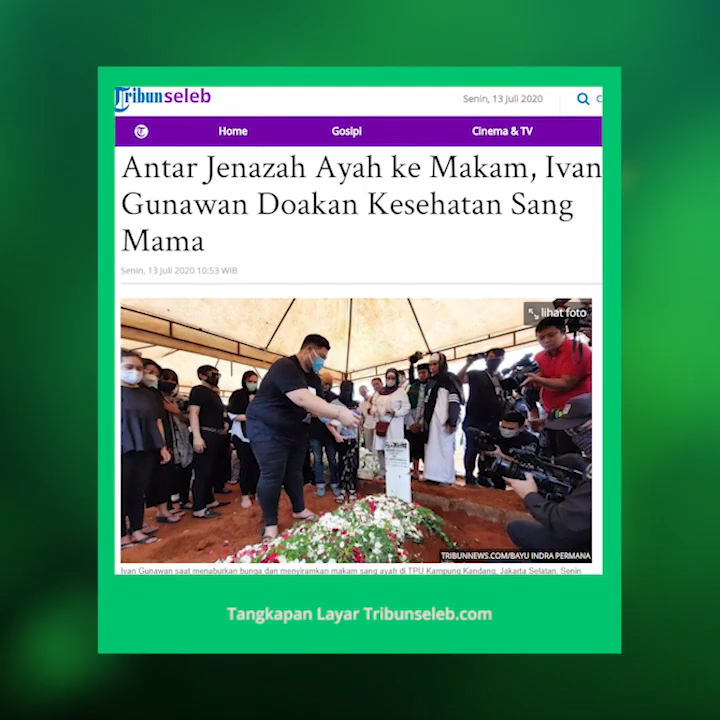 Tribunseleb
Senin, 13 Juli 2020
Home Gosipi Cinema & TV
Antar Jenazah Ayah ke Makam, Ivan
Gunawan Doakan Kesehatan Sang
Mama
Senin, 13 Juli 2020 10:53 WIB
lihat foto
TRIBUNNEWS.COM/BAYU INDRA PERMANA
Ivan Gunawan saat menaburkan bunga dan menyiramkan makam sang ayah di TPU Kampung Kandang, Jakarta Selatan, Senin
Tangkapan Layar Tribunseleb.com